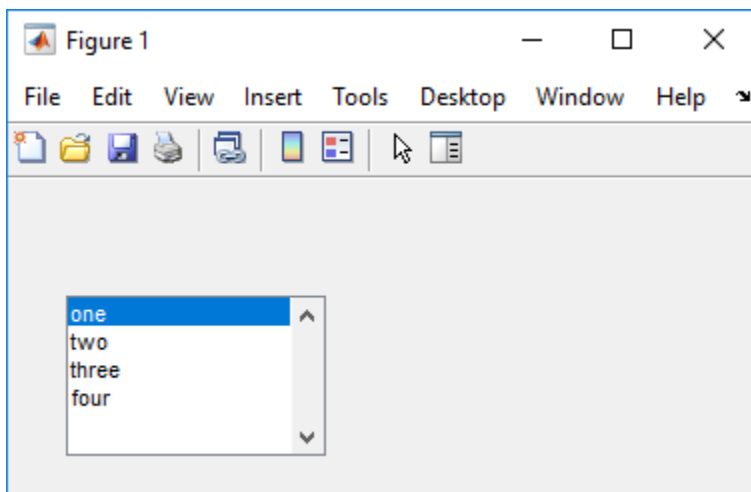 Figure 1
File Edit View Insert Tools Desktop Window Help
one
two
three
four